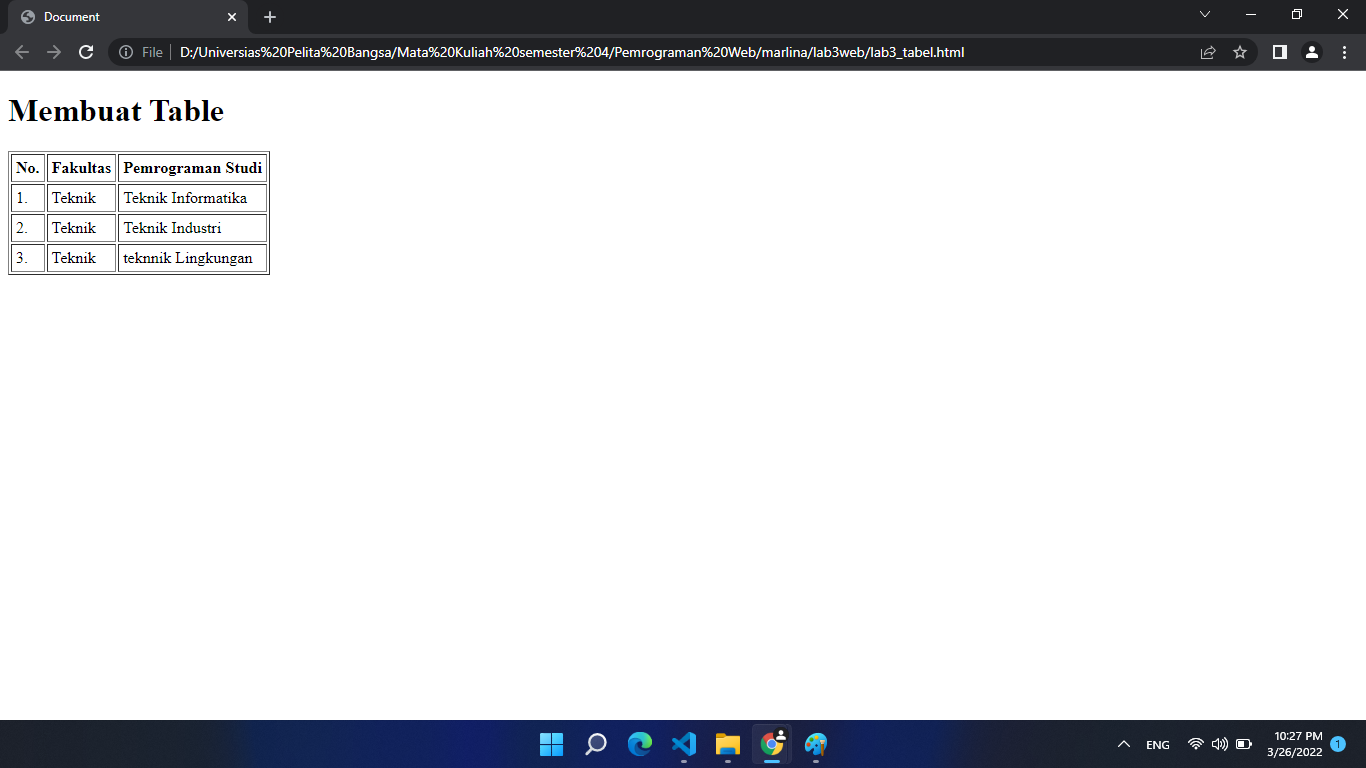 Document
File
D:/Universias%20Pelita%20Bangsa/Mata%20Kuliah%20semester%204/Pemrograman%20Web/marlina/lab3web/lab3_tabel.html
Membuat Table
No. Fakultas Pemrograman Studi
1. Teknik Teknik Informatika
2. Teknik Teknik Industri
3. Teknik teknnik Lingkungan
ENG
10:27 PM
3/26/2022
1